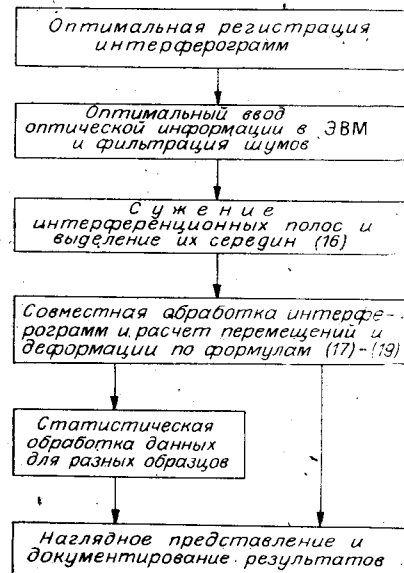 Оптимальная регистрация
интерферограмм
Оптимальный ввод
оптической информации в ЭВМ
и фильтрация шумов
Сужение
интерференционных полос и
выделение их середин (16)
Совместная обработка интерфе-
рограмм и расчет перемещений и
деформации по формулам (17)-(19)
Статистическая
обработка данных
для разных образцов
Наглядное представление и
документирование результатов